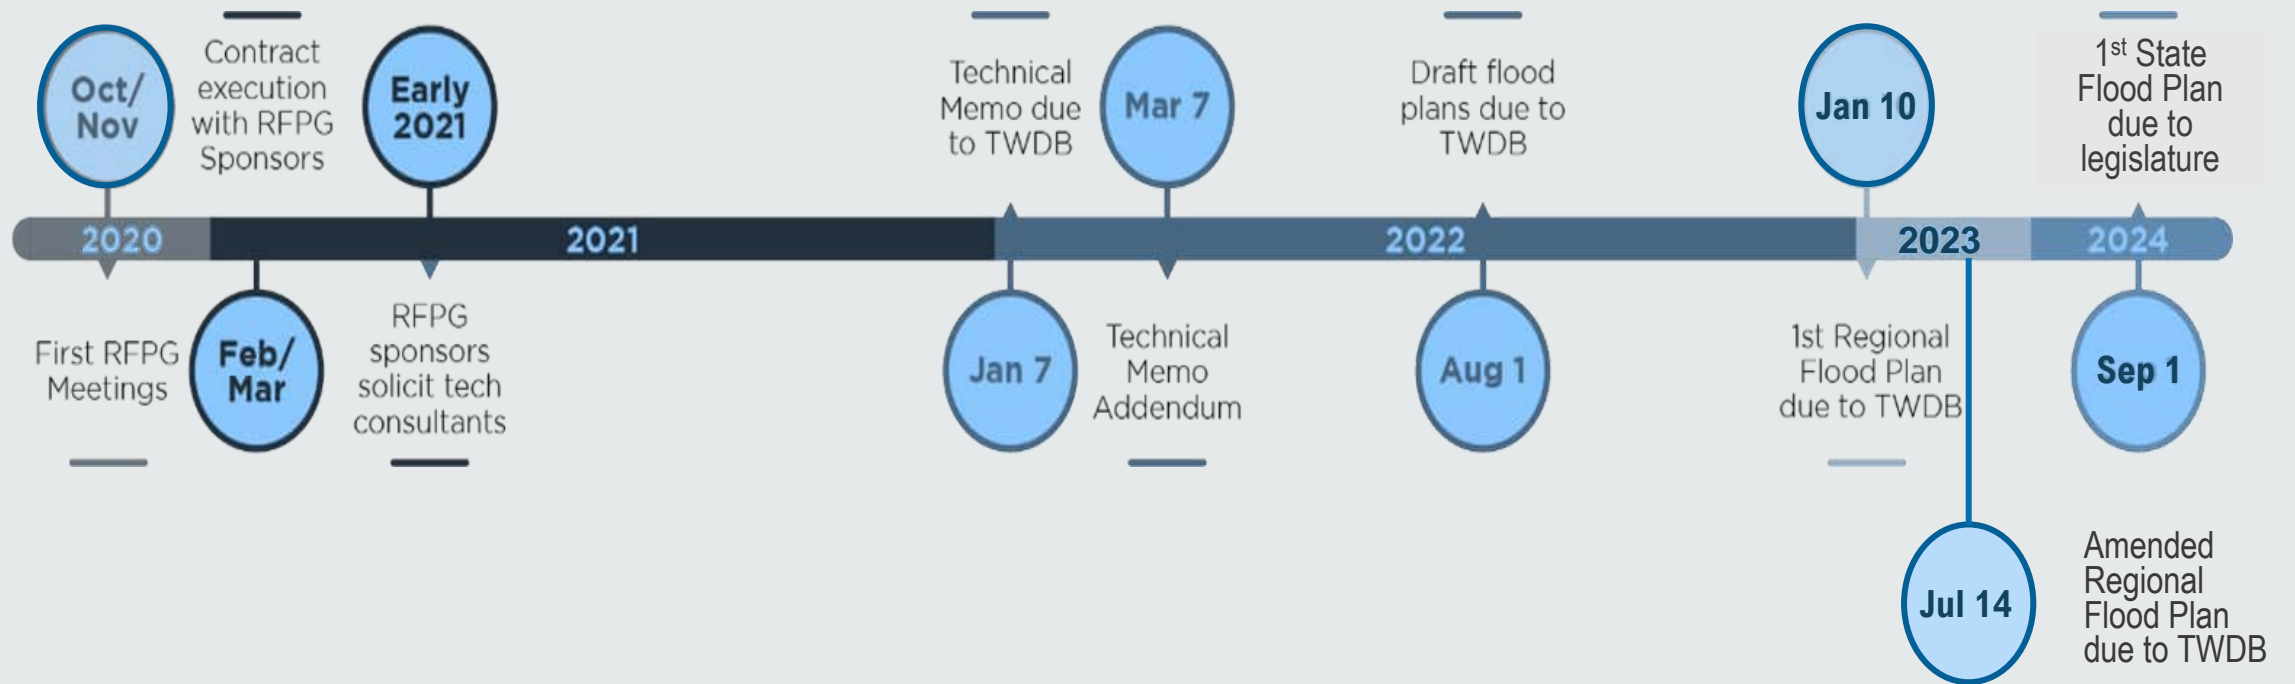 Oct/
Nov
Contract
execution
with RFPG
Sponsors
Early
2021
Technical
Memo due
to TWDB
Mar 7
Draft flood
plans due to
TWDB
Jan 10
1st State
Flood Plan
due to
legislature
2020
2021
2022
2023
2024
First RFPG
Meetings
Feb/
Mar
RFPG
sponsors
solicit tech
consultants
Jan 7
Technical
Memo
Addendum
Aug 1
1st Regional
Flood Plan
due to TWDB
Sep 1
Jul 14
Amended
Regional
Flood Plan
due to TWDB